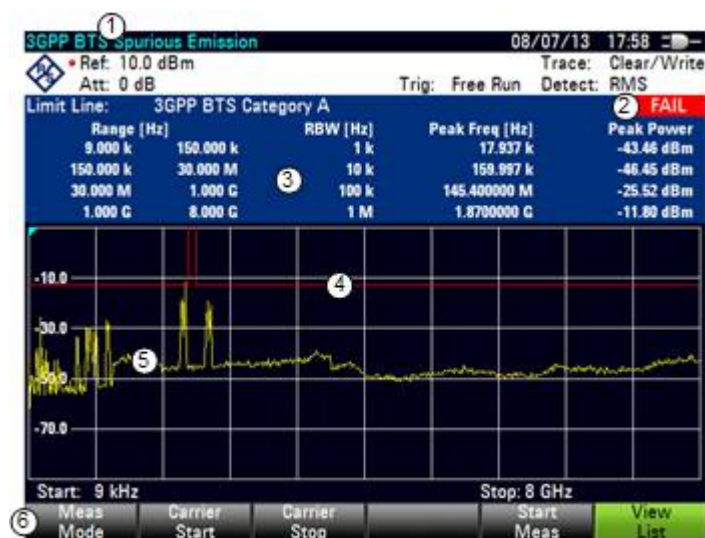 1
3GPP BTS Spurious Emission 08/07/13 17:58
Ref: 10.0 dBm Trace: Clear/Write
Att: 0 dB Trig: Free Run Detect: RMS
Limit Line: 3GPP BTS Category A 2 FAIL
Range [Hz] RBW [Hz] Peak Freq [Hz] Peak Power
9.000 k 150.000 k 1 k 17.937 k -43.46 dBm
150.000 k 30.000 M 10 k 159.997 k -46.45 dBm
3
30.000 M 1.000 G 100 k 145.400000 M -25.52 dBm
1.000 G 8.000 G 1 M 1.8700000 G -11.80 dBm
-10.0
4
-30.0
5
-50.0
-70.0
Start: 9 kHz Stop: 8 GHz
6
Meas Mode
Carrier Start
Carrier Stop
Start Meas
View List